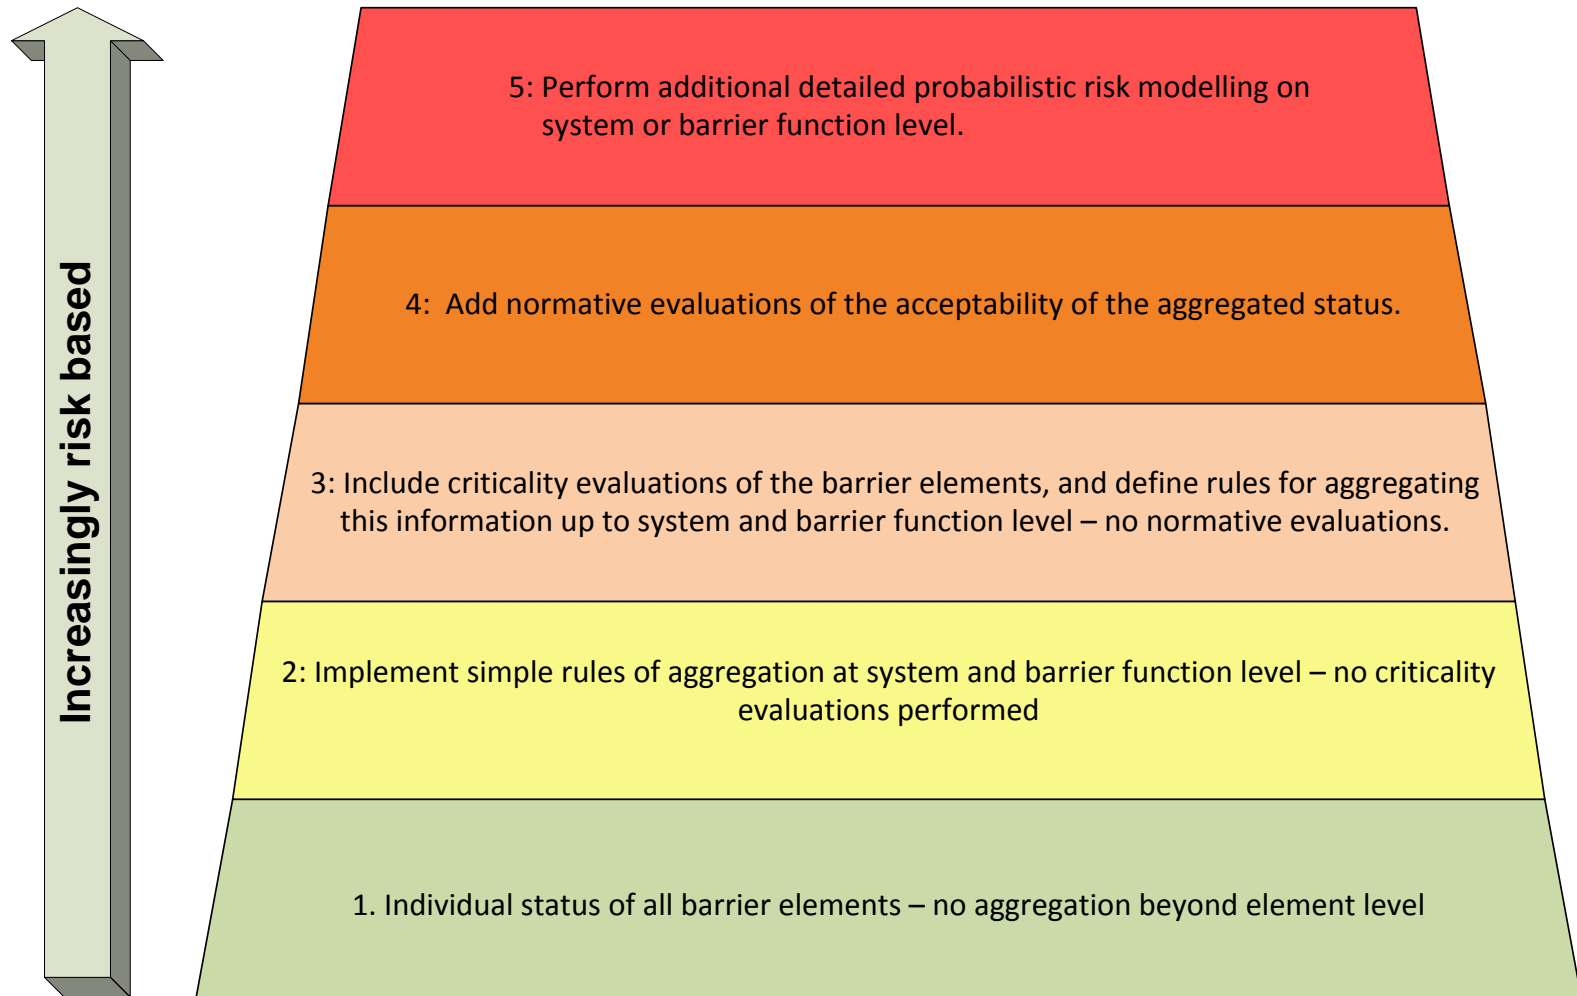 Increasingly risk based
5: Perform additional detailed probabilistic risk modelling on
system or barrier function level.
4:  Add normative evaluations of the acceptability of the aggregated status.
3: Include criticality evaluations of the barrier elements, and define rules for aggregating
this information up to system and barrier function level – no normative evaluations.
2: Implement simple rules of aggregation at system and barrier function level – no criticality
evaluations performed
1. Individual status of all barrier elements – no aggregation beyond element level